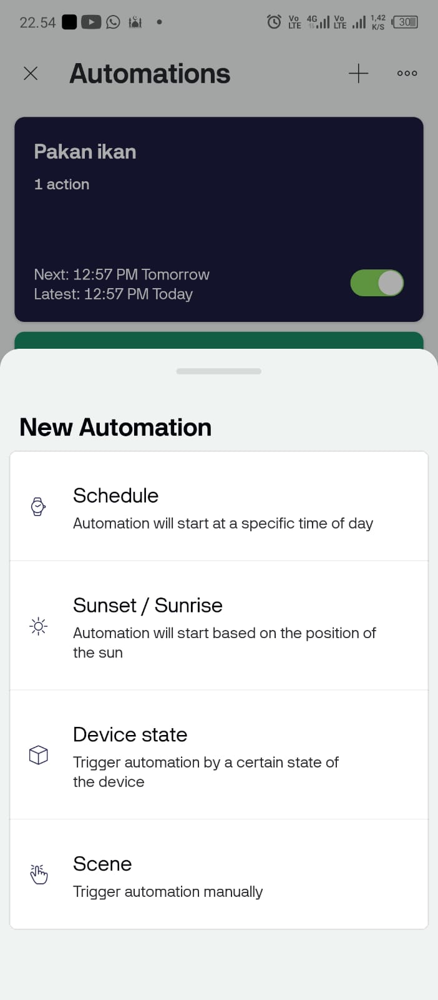 22.54
Vo LTE 4G Vo LTE 1,42 K/S 30
Automations
Pakan ikan
1 action
Next: 12:57 PM Tomorrow
Latest: 12:57 PM Today
New Automation
Schedule
Automation will start at a specific time of day
Sunset / Sunrise
Automation will start based on the position of
the sun
Device state
Trigger automation by a certain state of
the device
Scene
Trigger automation manually